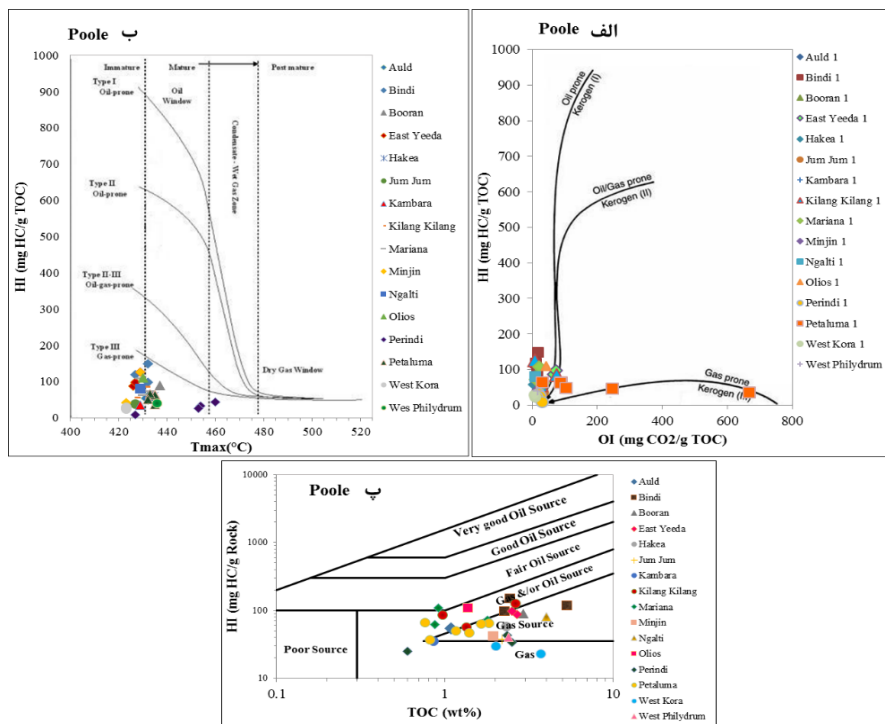 Poole ب
HI (mg HC/g TOC)
1000
900
800
700
600
500
400
300
200
100
0
400
420
440
460
480
500
520
Tmax(°C)
Immature
Mature
Post mature
Type I
Oil-prone
Oil
Window
Condensate - Wet Gas Zone
Type II
Oil-prone
Type II-III
Oil-gas-prone
Type III
Gas-prone
Dry Gas Window
Auld
Bindi
Booran
East Yeeda
Hakea
Jum Jum
Kambara
Kilang Kilang
Mariana
Minjin
Ngalti
Olios
Perindi
Petaluma
West Kora
Wes Philydrum
Poole الف
HI (mg HC/g TOC)
1000
900
800
700
600
500
400
300
200
100
0
0
200
400
600
800
OI (mg CO2/g TOC)
Oil prone
Kerogen (I)
Oil/Gas prone
Kerogen (II)
Gas prone
Kerogen (III)
Auld 1
Bindi 1
Booran 1
East Yeeda 1
Hakea 1
Jum Jum 1
Kambara 1
Kilang Kilang 1
Mariana 1
Minjin 1
Ngalti 1
Olios 1
Perindi 1
Petaluma 1
West Kora 1
West Philydrum
Poole پ
HI (mg HC/g Rock)
10000
1000
100
10
0.1
1
10
TOC (wt%)
Very good Oil Source
Good Oil Source
Fair Oil Source
Gas &/or Oil Source
Gas Source
Gas
Poor Source
Auld
Bindi
Booran
East Yeeda
Hakea
Jum Jum
Kambara
Kilang Kilang
Mariana
Minjin
Ngalti
Olios
Perindi
Petaluma
West Kora
West Philydrum